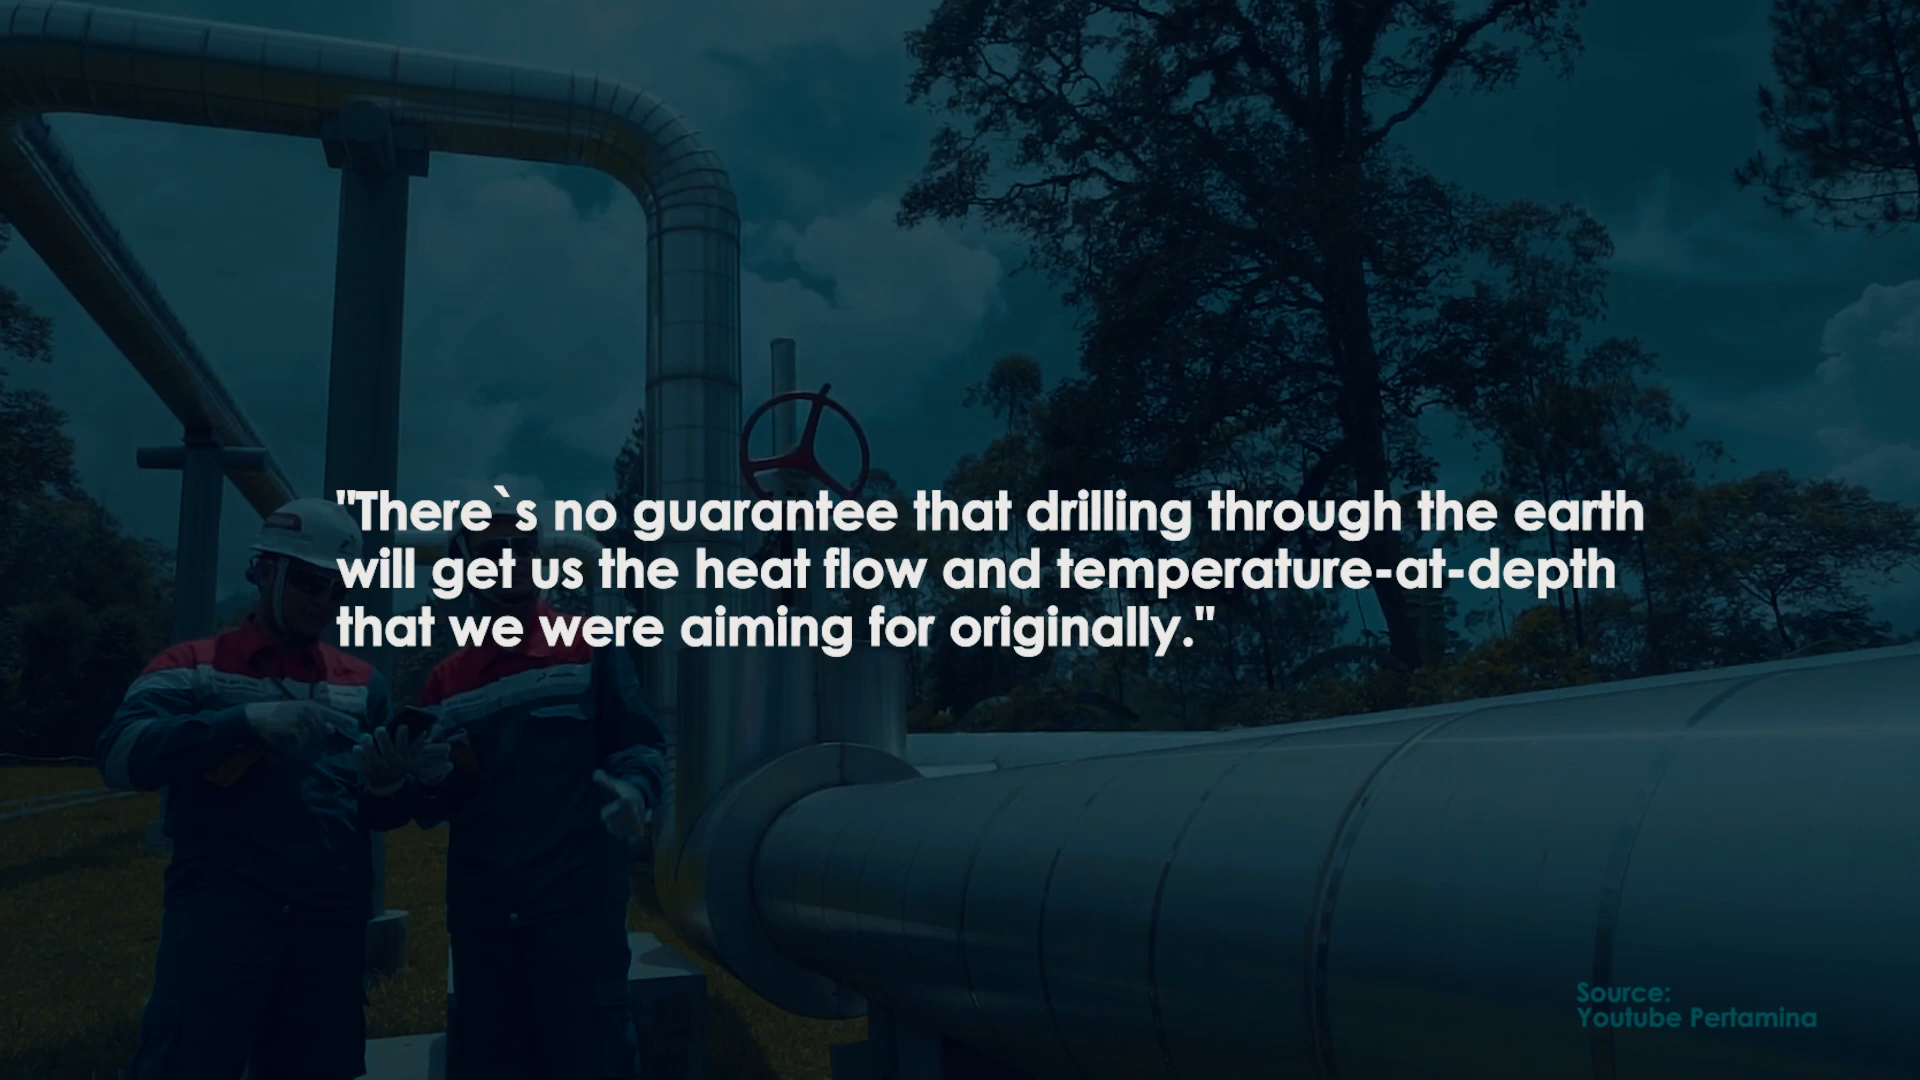 "There`s no guarantee that drilling through the earth
will get us the heat flow and temperature-at-depth
that we were aiming for originally."
Source:
Youtube Pertamina